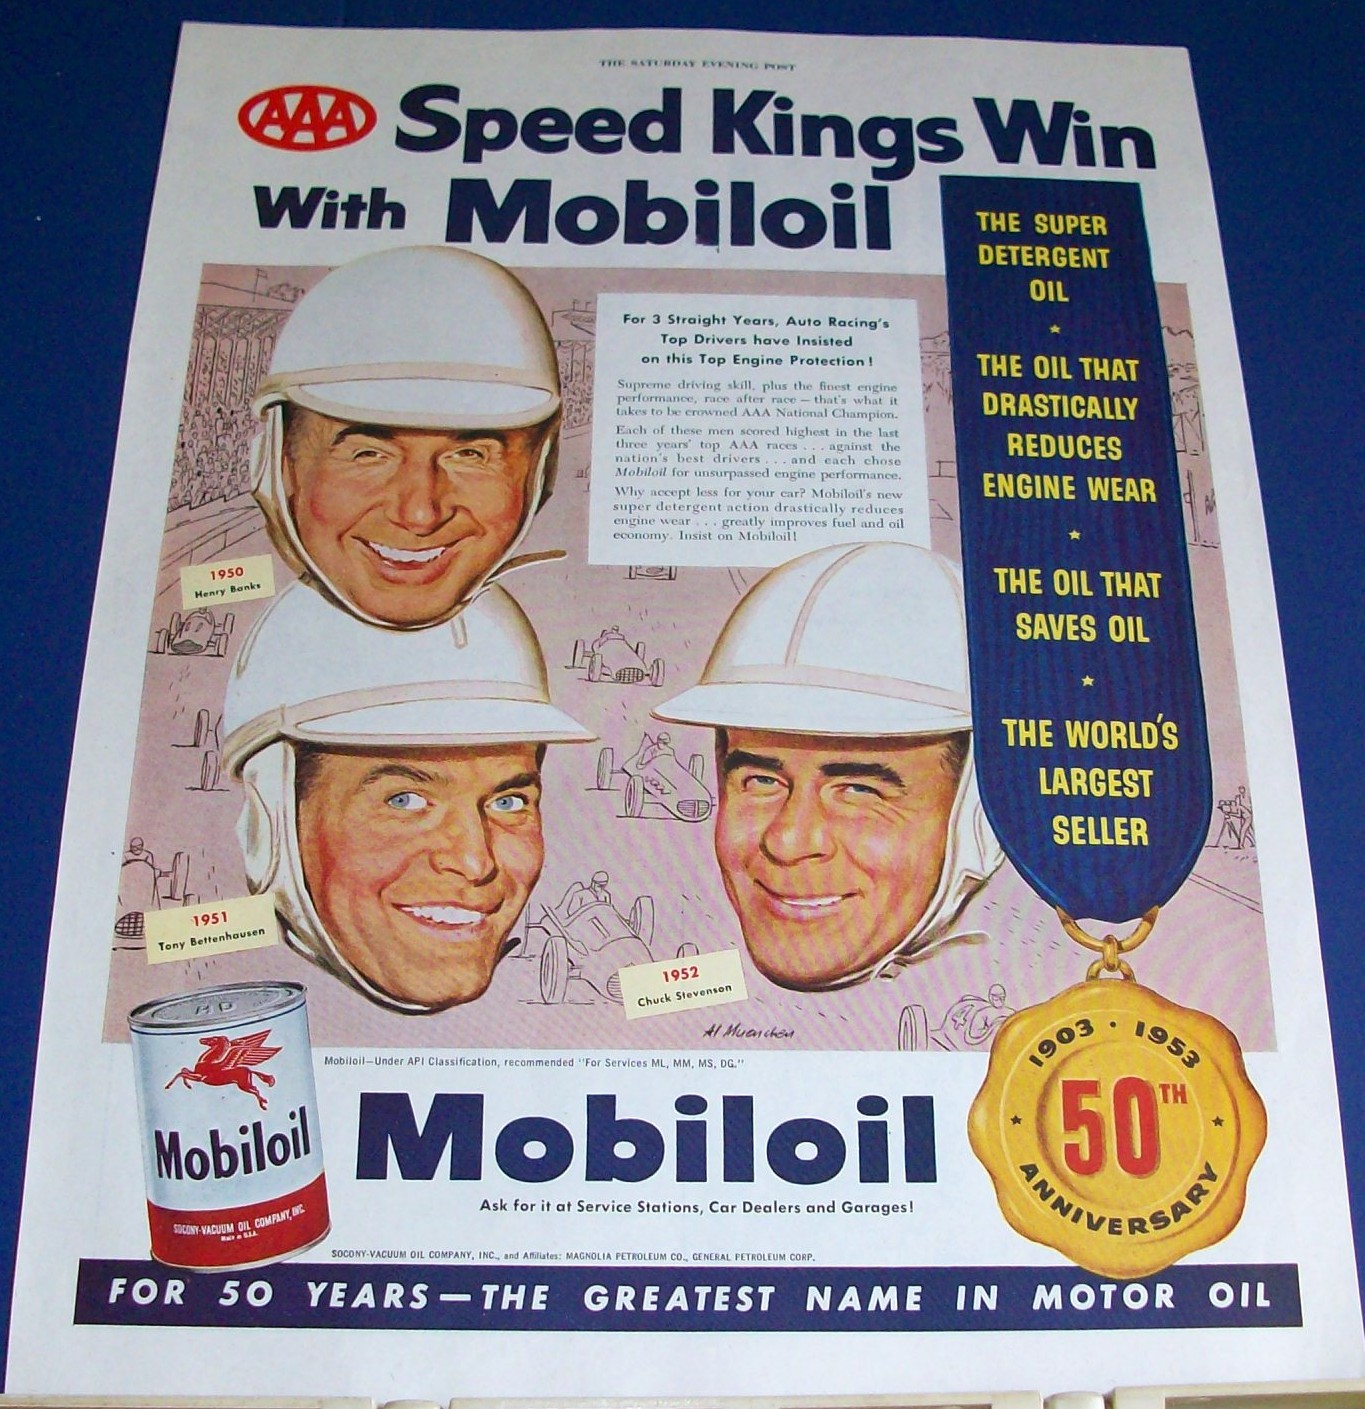 THE SATURDAY EVENING POST
AAA Speed Kings Win
With Mobiloil
THE SUPER
DETERGENT
OIL
THE OIL THAT
DRASTICALLY
REDUCES
ENGINE WEAR
THE OIL THAT
SAVES OIL
THE WORLD'S
LARGEST
SELLER
For 3 Straight Years, Auto Racing's
Top Drivers have Insisted
on this Top Engine Protection!
Supreme driving skill, plus the finest engine
performance, race after race — that's what it
takes to be crowned AAA National Champion.
Each of these men scored highest in the last
three years' top AAA races . . . against the
nation's best drivers . . . and each chose
Mobiloil for unsurpassed engine performance.
Why accept less for your car? Mobiloil's new
super detergent action drastically reduces
engine wear . . . greatly improves fuel and oil
economy. Insist on Mobiloil!
1950
Henry Banks
1951
Tony Bettenhausen
1952
Chuck Stevenson
Al Muenchen
1903 · 1953
50TH
ANNIVERSARY
Mobiloil
SOCONY-VACUUM OIL COMPANY, INC.
Made in U.S.A.
Mobiloil—Under API Classification, recommended "For Services ML, MM, MS, DG."
Mobiloil
Ask for it at Service Stations, Car Dealers and Garages!
SOCONY-VACUUM OIL COMPANY, INC., and Affiliates: MAGNOLIA PETROLEUM CO., GENERAL PETROLEUM CORP.
FOR 50 YEARS—THE GREATEST NAME IN MOTOR OIL